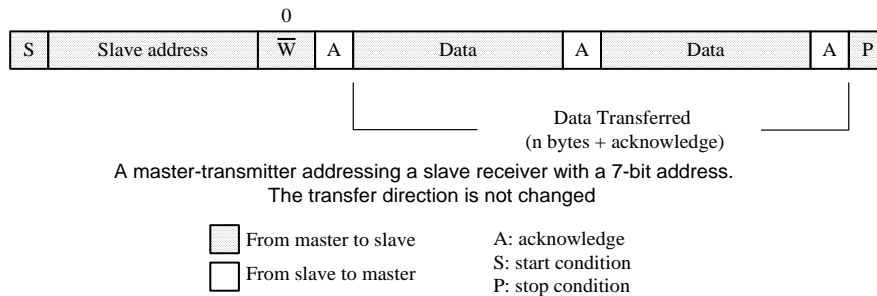 0
S Slave address W̅ A Data A Data A P
Data Transferred
(n bytes + acknowledge)
A master-transmitter addressing a slave receiver with a 7-bit address.
The transfer direction is not changed
From master to slave
From slave to master
A: acknowledge
S: start condition
P: stop condition